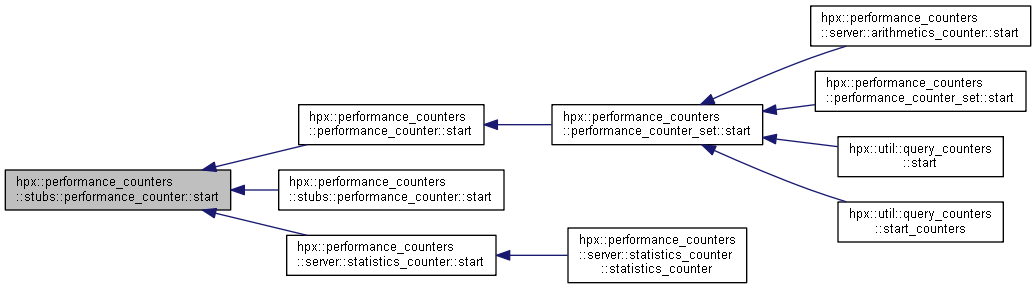 hpx::performance_counters
::stubs::performance_counter::start
hpx::performance_counters
::performance_counter::start
hpx::performance_counters
::stubs::performance_counter::start
hpx::performance_counters
::server::statistics_counter::start
hpx::performance_counters
::performance_counter_set::start
hpx::performance_counters
::server::statistics_counter
::statistics_counter
hpx::performance_counters
::server::arithmetics_counter::start
hpx::performance_counters
::performance_counter_set::start
hpx::util::query_counters
::start
hpx::util::query_counters
::start_counters